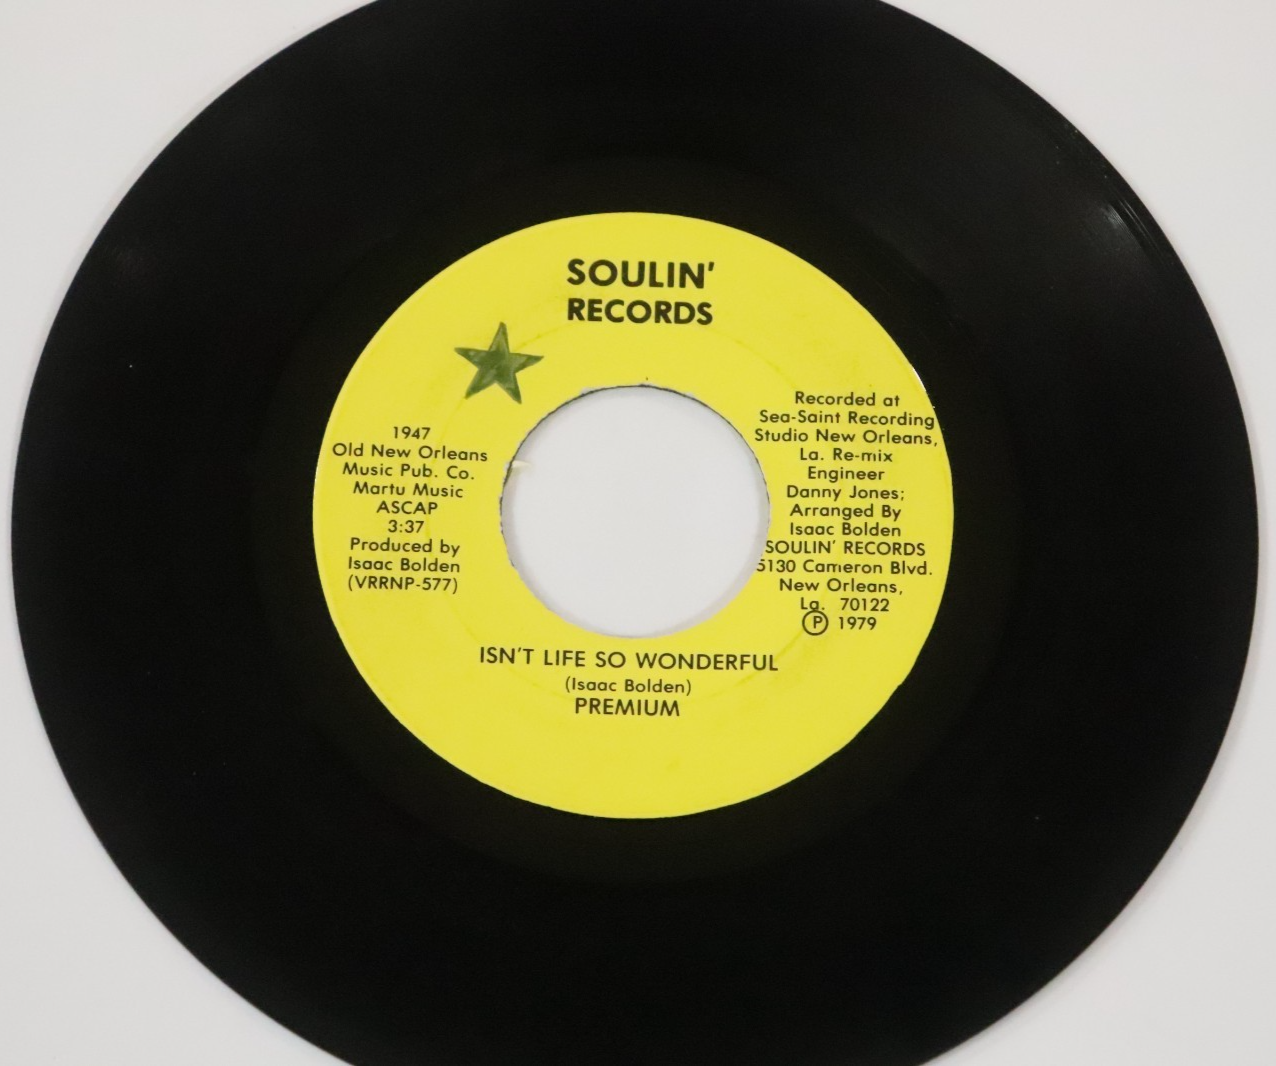 SOULIN'
RECORDS
1947
Old New Orleans
Music Pub. Co.
Martu Music
ASCAP
3:37
Produced by
Isaac Bolden
(VRRNP-577)
Recorded at
Sea-Saint Recording
Studio New Orleans,
La. Re-mix
Engineer
Danny Jones;
Arranged By
Isaac Bolden
SOULIN' RECORDS
5130 Cameron Blvd.
New Orleans,
La. 70122
Ⓟ 1979
ISN'T LIFE SO WONDERFUL
(Isaac Bolden)
PREMIUM